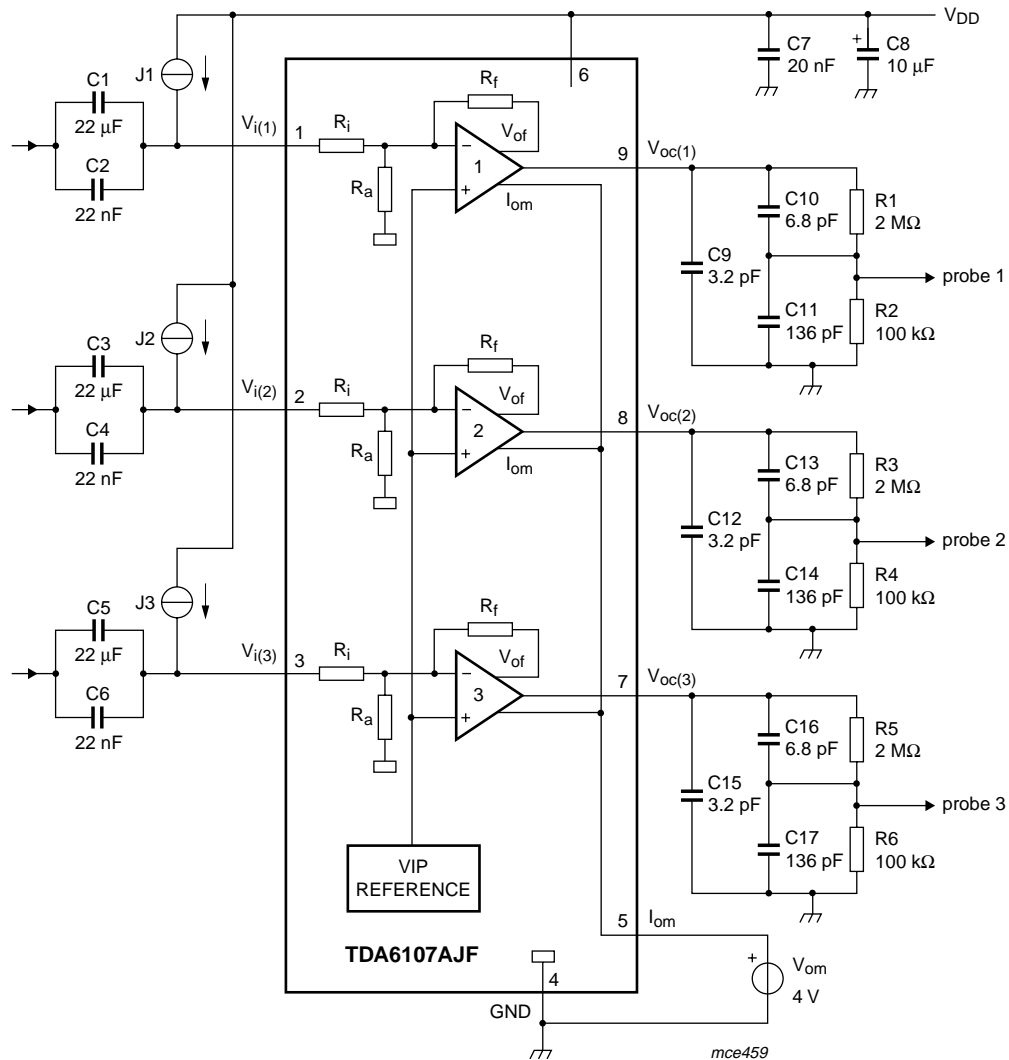 VDD
C7
20 nF
C8
+
10 µF
6
J1
C1
22 µF
C2
22 nF
Vi(1)
1
Ri
Ra
Rf
Vof
−
1
+
Iom
9
Voc(1)
C10
6.8 pF
R1
2 MΩ
C9
3.2 pF
probe 1
C11
136 pF
R2
100 kΩ
J2
C3
22 µF
C4
22 nF
Vi(2)
2
Ri
Ra
Rf
Vof
−
2
+
Iom
8
Voc(2)
C13
6.8 pF
R3
2 MΩ
C12
3.2 pF
probe 2
C14
136 pF
R4
100 kΩ
J3
C5
22 µF
C6
22 nF
Vi(3)
3
Ri
Ra
Rf
Vof
−
3
+
7
Voc(3)
C16
6.8 pF
R5
2 MΩ
C15
3.2 pF
probe 3
C17
136 pF
R6
100 kΩ
VIP
REFERENCE
TDA6107AJF
5
Iom
4
GND
+
Vom
4 V
mce459